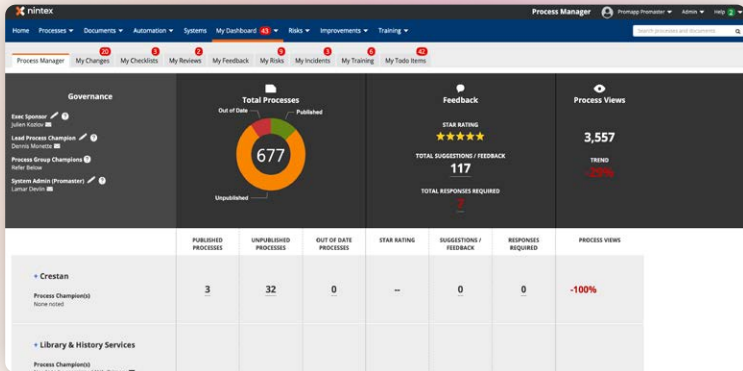 nintex
Process Manager Promapp Promaster Admin Help 2
Home Processes Documents Automation Systems My Dashboard 43 Risks Improvements Training Search processes and documents
Process Manager My Changes 20 My Checklists 3 My Reviews 2 My Feedback My Risks 9 My Incidents 3 My Training 6 My Todo Items 42
Governance
Exec Sponsor
Julien Kozlov
Lead Process Champion
Dennis Monette
Process Group Champions
Refer Below
System Admin (Promaster)
Lamar Devlin
Total Processes
Out of Date
Published
677
Unpublished
Feedback
STAR RATING
TOTAL SUGGESTIONS / FEEDBACK
117
TOTAL RESPONSES REQUIRED
7
Process Views
3,557
TREND
PUBLISHED PROCESSES
UNPUBLISHED PROCESSES
OUT OF DATE PROCESSES
STAR RATING
SUGGESTIONS / FEEDBACK
RESPONSES REQUIRED
PROCESS VIEWS
+ Crestan
Process Champion(s)
None noted
3 32 0 -- 0 0 -100%
+ Library & History Services
Process Champion(s)